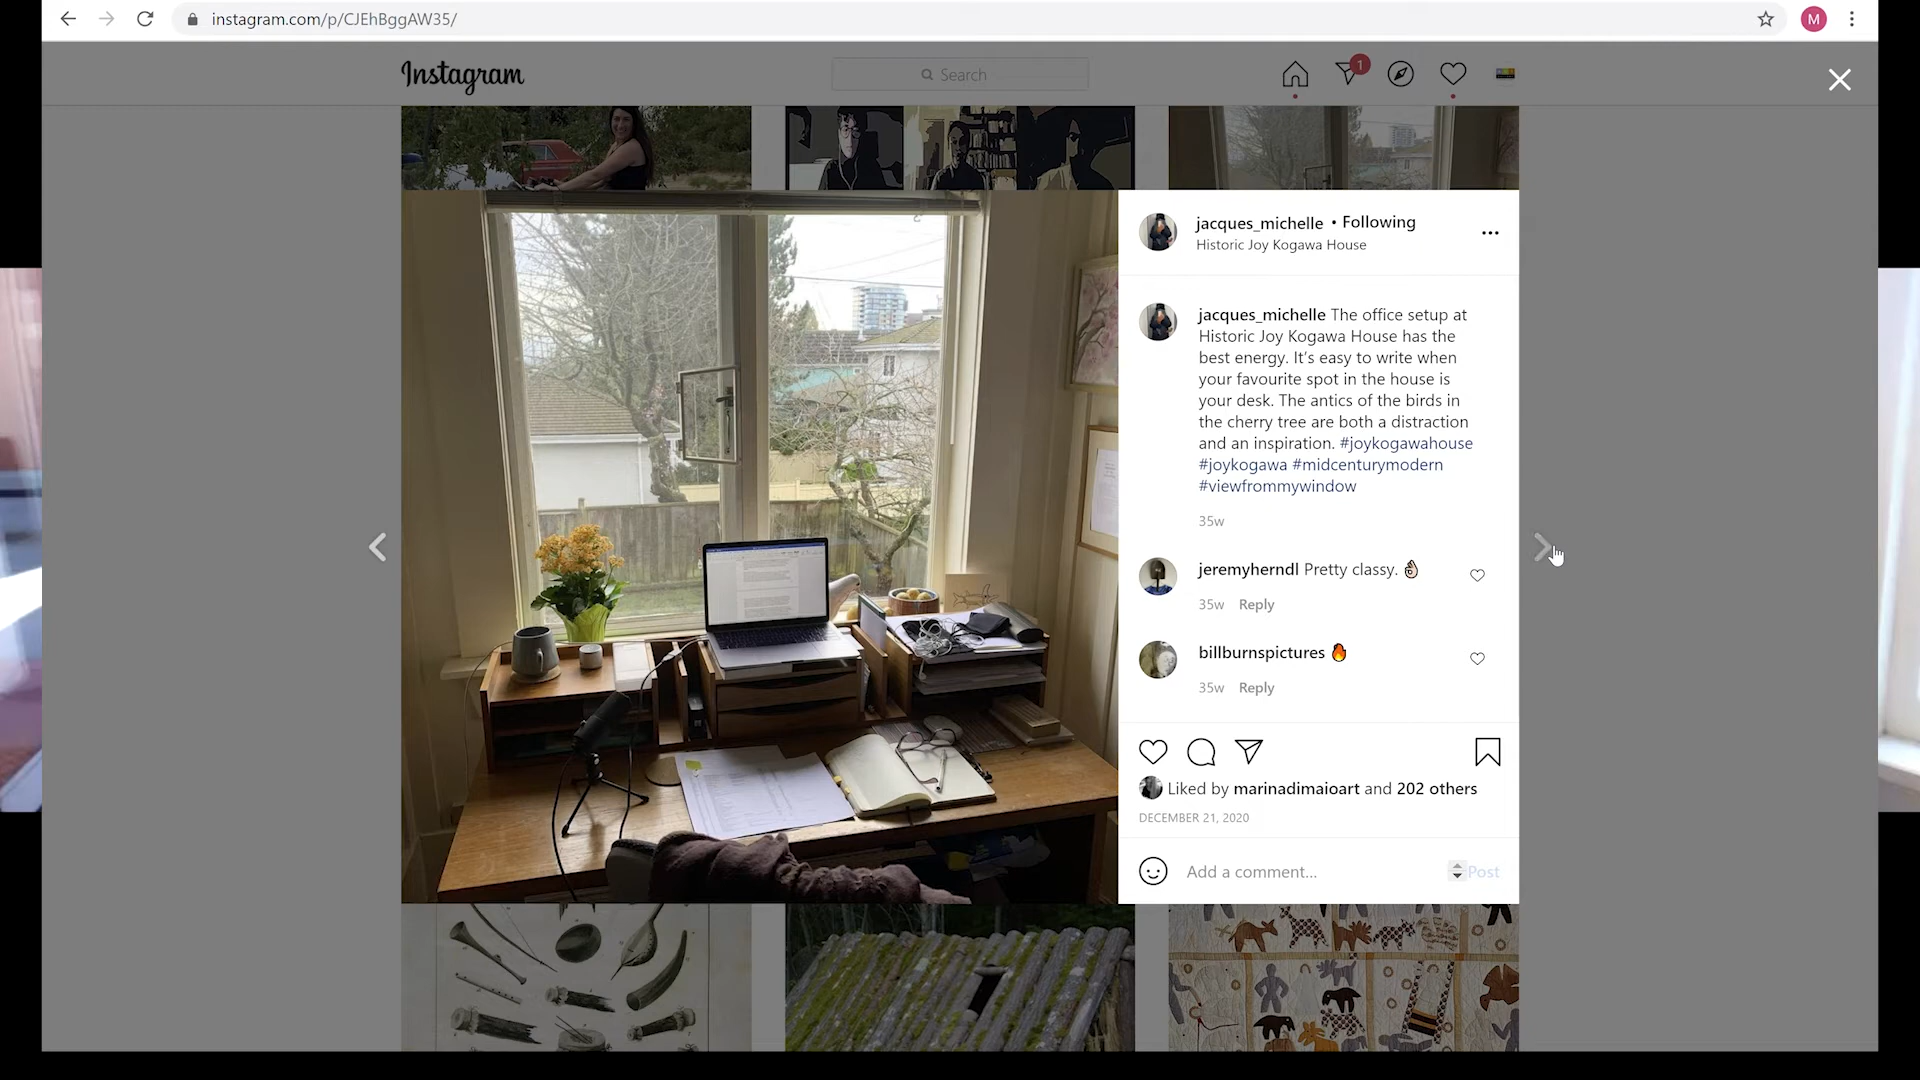 instagram.com/p/CJEhBggAW35/
M
Instagram
Search
1
jacques_michelle • Following
Historic Joy Kogawa House
jacques_michelle The office setup at
Historic Joy Kogawa House has the
best energy. It’s easy to write when
your favourite spot in the house is
your desk. The antics of the birds in
the cherry tree are both a distraction
and an inspiration. #joykogawahouse
#joykogawa #midcenturymodern
#viewfrommywindow
35w
jeremyherndl Pretty classy. 👌🏻
35w Reply
billburnspictures 🔥
35w Reply
Liked by marinadimaioart and 202 others
DECEMBER 21, 2020
Add a comment...
Post